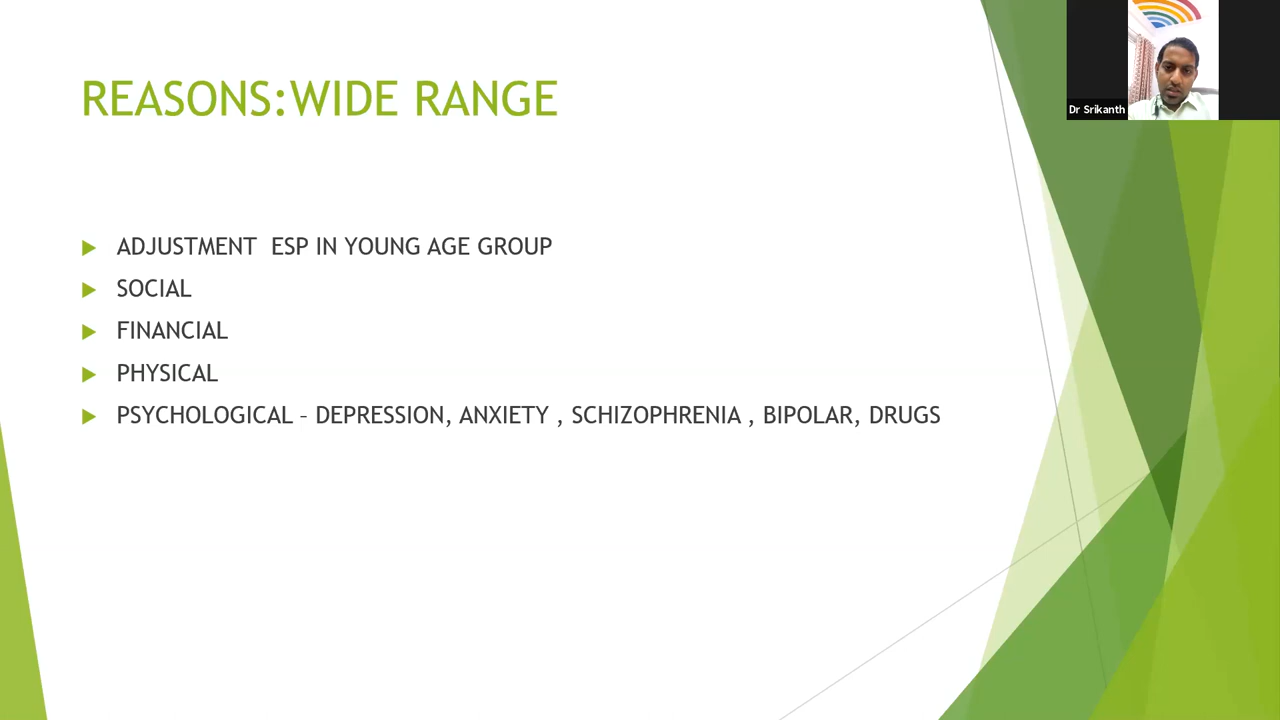 REASONS:WIDE RANGE
ADJUSTMENT  ESP IN YOUNG AGE GROUP
SOCIAL
FINANCIAL
PHYSICAL
PSYCHOLOGICAL – DEPRESSION, ANXIETY , SCHIZOPHRENIA , BIPOLAR, DRUGS
Dr Srikanth